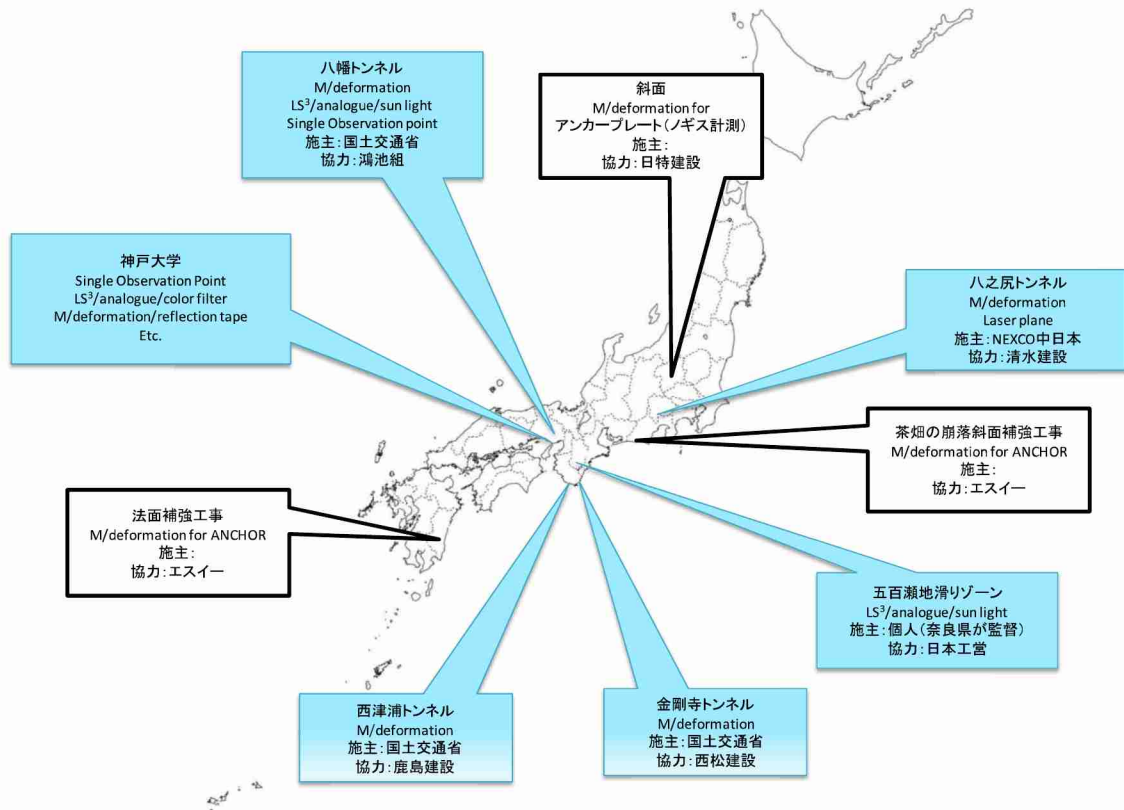 八幡トンネル
M/deformation
LS³/analogue/sun light
Single Observation point
施主：国土交通省
協力：鴻池組
斜面
M/deformation for
アンカープレート（ノギス計測）
施主：
協力：日特建設
神戸大学
Single Observation Point
LS³/analogue/color filter
M/deformation/reflection tape
Etc.
八之尻トンネル
M/deformation
Laser plane
施主：NEXCO中日本
協力：清水建設
茶畑の崩落斜面補強工事
M/deformation for ANCHOR
施主：
協力：エスイー
法面補強工事
M/deformation for ANCHOR
施主：
協力：エスイー
五百瀬地滑りゾーン
LS³/analogue/sun light
施主：個人（奈良県が監督）
協力：日本工営
西津浦トンネル
M/deformation
施主：国土交通省
協力：鹿島建設
金剛寺トンネル
M/deformation
施主：国土交通省
協力：西松建設